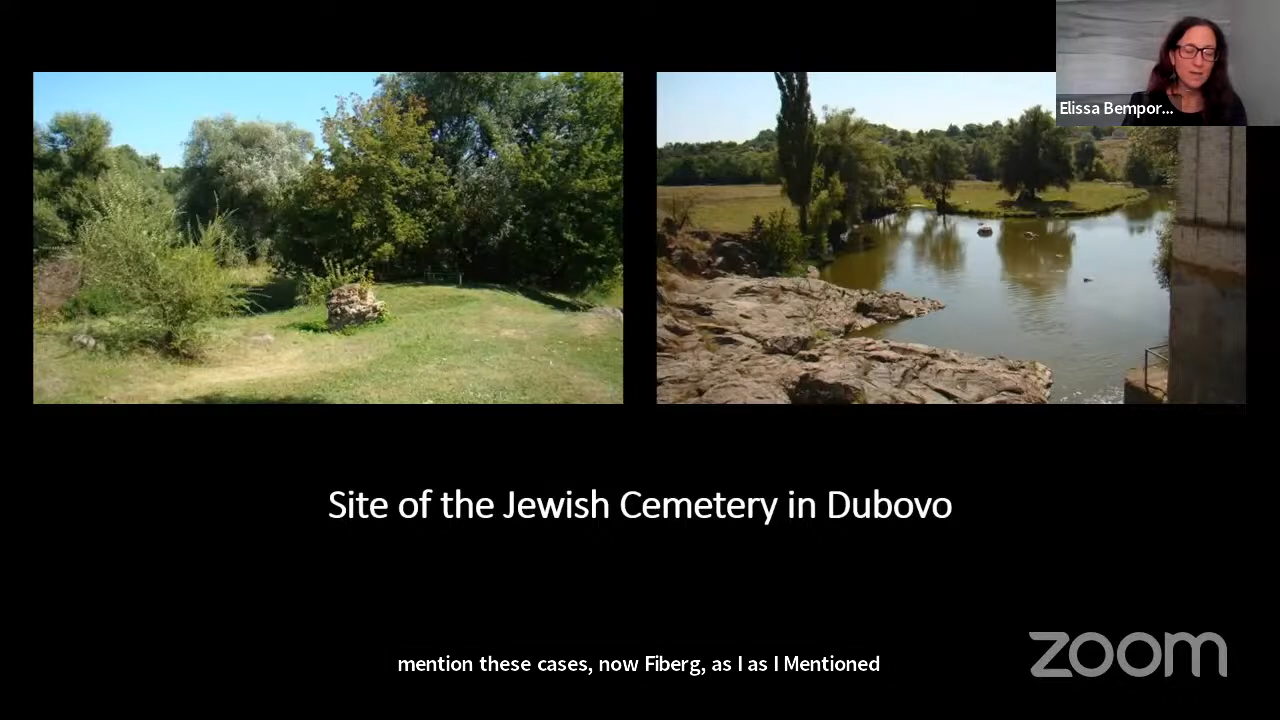 Elissa Bempor...
Site of the Jewish Cemetery in Dubovo
mention these cases, now Fiberg, as I as I Mentioned
zoom